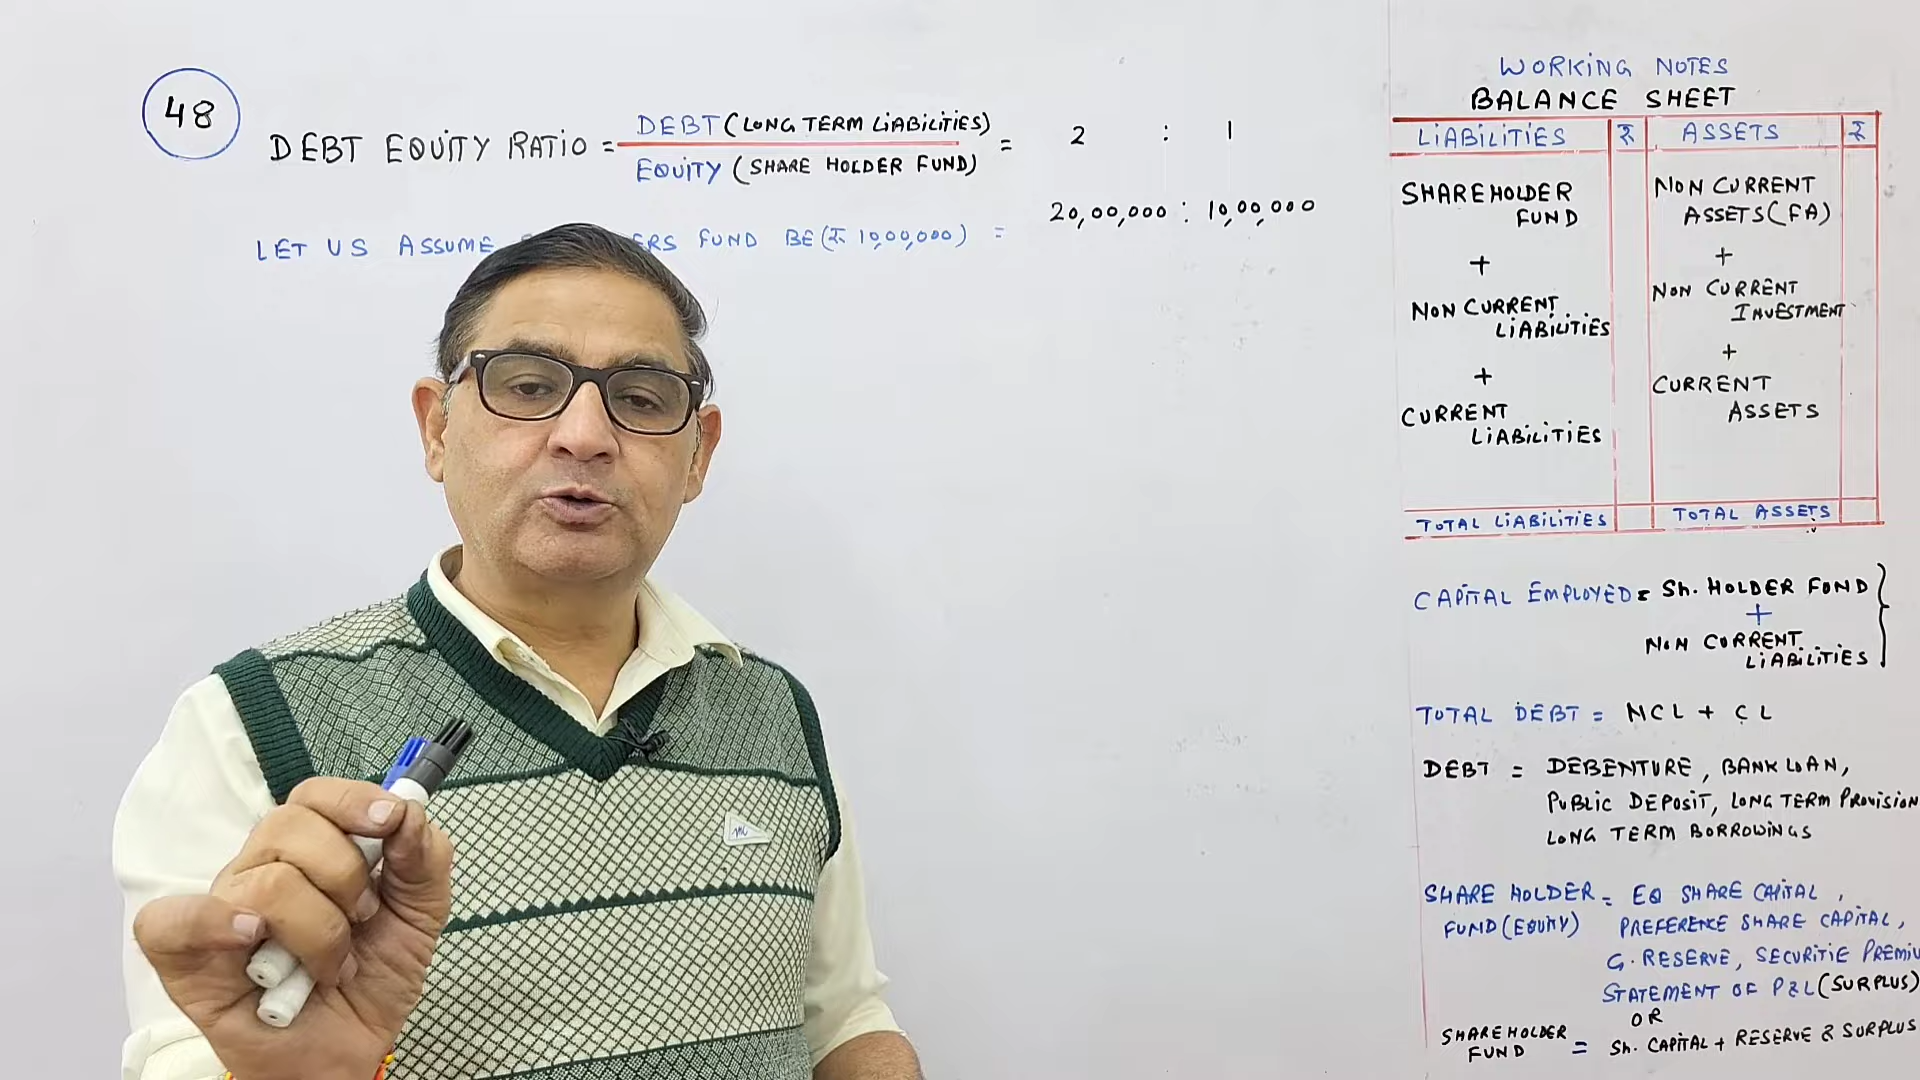 48
DEBT EQUITY RATIO = DEBT (LONG TERM LIABILITIES) = 2 : 1
EQUITY (SHARE HOLDER FUND)
LET US ASSUME ERS FUND BE (₹ 10,00,000) = 20,00,000 : 10,00,000
WORKING NOTES
BALANCE SHEET
LIABILITIES ₹ ASSETS ₹
SHAREHOLDER
FUND
+
NON CURRENT
LIABILITIES
+
CURRENT
LIABILITIES
TOTAL LIABILITIES
NON CURRENT
ASSETS (FA)
+
NON CURRENT
INVESTMENT
+
CURRENT
ASSETS
TOTAL ASSETS
CAPITAL EMPLOYED = Sh. HOLDER FUND
+
NON CURRENT
LIABILITIES
TOTAL DEBT = NCL + CL
DEBT = DEBENTURE, BANK LOAN,
PUBLIC DEPOSIT, LONG TERM PROVISION
LONG TERM BORROWINGS
SHARE HOLDER = EQ SHARE CAPITAL,
FUND (EQUITY) PREFERENCE SHARE CAPITAL,
G. RESERVE, SECURITIE PREMIU
STATEMENT OF P&L (SURPLUS)
OR
SHAREHOLDER
FUND = Sh. CAPITAL + RESERVE & SURPLUS